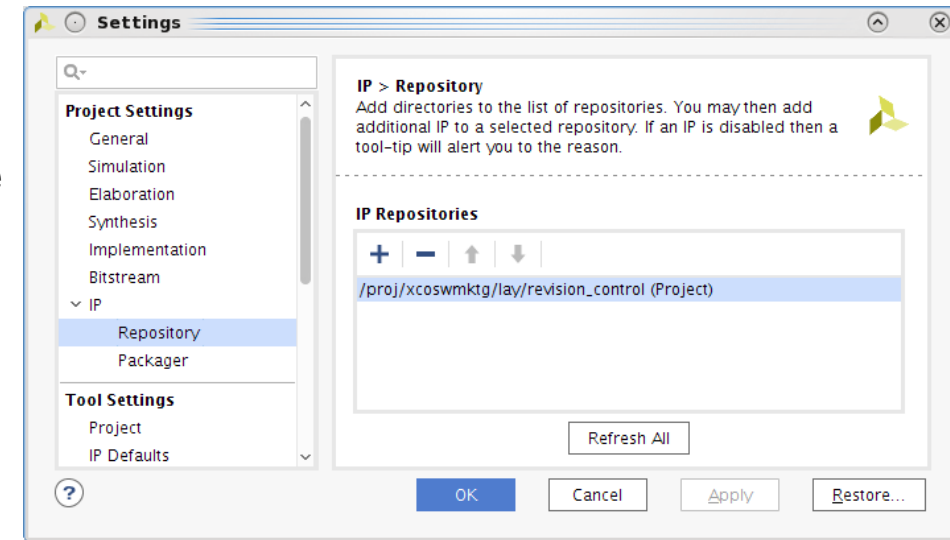 Settings
Project Settings
General
Simulation
Elaboration
Synthesis
Implementation
Bitstream
IP
Repository
Packager
Tool Settings
Project
IP Defaults
IP > Repository
Add directories to the list of repositories. You may then add
additional IP to a selected repository. If an IP is disabled then a
tool-tip will alert you to the reason.
IP Repositories
/proj/xcoswmktg/lay/revision_control (Project)
Refresh All
?
OK
Cancel
Apply
Restore...